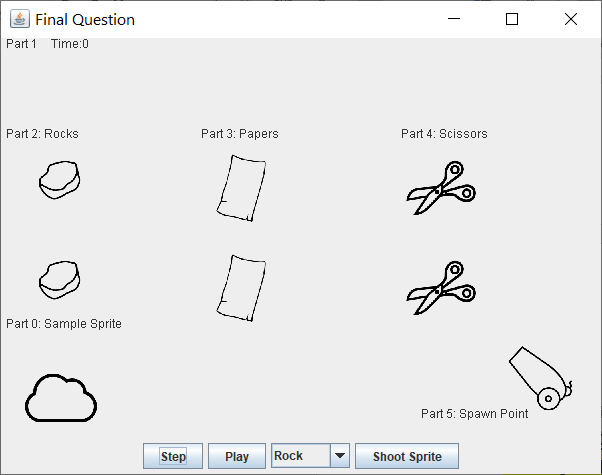 Final Question
Part 1 Time:0
Part 2: Rocks Part 3: Papers Part 4: Scissors
Part 0: Sample Sprite
Part 5: Spawn Point
Step Play Rock Shoot Sprite